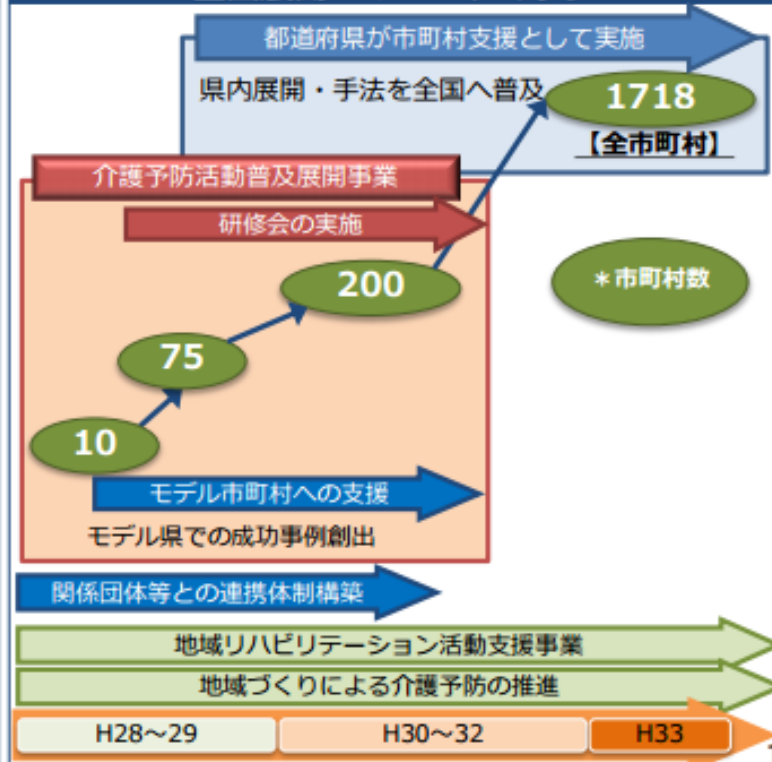 都道府県が市町村支援として実施
県内展開・手法を全国へ普及
1718
【全市町村】
介護予防活動普及展開事業
研修会の実施
200
＊市町村数
75
10
モデル市町村への支援
モデル県での成功事例創出
関係団体等との連携体制構築
地域リハビリテーション活動支援事業
地域づくりによる介護予防の推進
H28～29
H30～32
H33